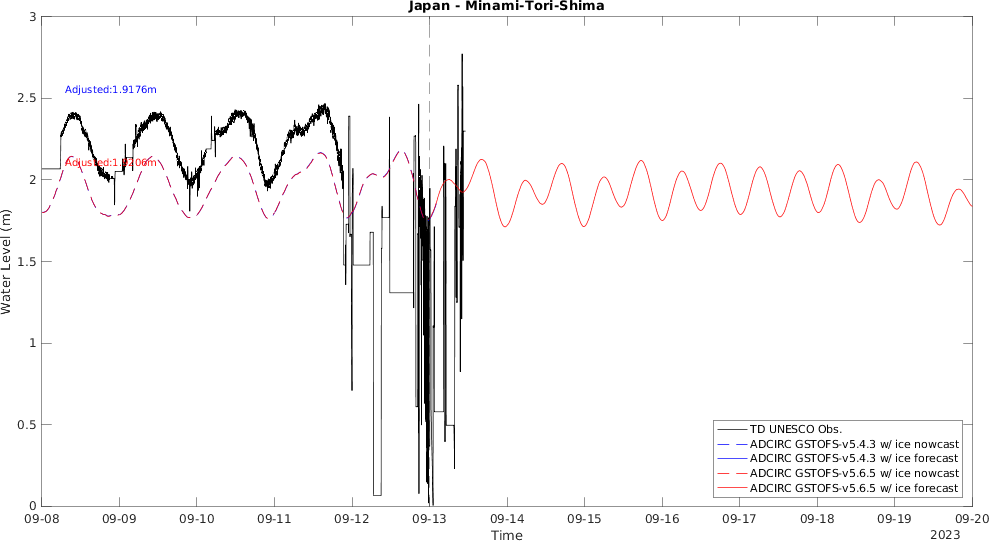 Japan - Minami-Tori-Shima
3
2.5
2
1.5
1
0.5
0
Water Level (m)
Adjusted:1.9176m
Adjusted:1.9206m
TD UNESCO Obs.
ADCIRC GSTOFS-v5.4.3 w/ ice nowcast
ADCIRC GSTOFS-v5.4.3 w/ ice forecast
ADCIRC GSTOFS-v5.6.5 w/ ice nowcast
ADCIRC GSTOFS-v5.6.5 w/ ice forecast
09-08 09-09 09-10 09-11 09-12 09-13 09-14 09-15 09-16 09-17 09-18 09-19 09-20
Time
2023